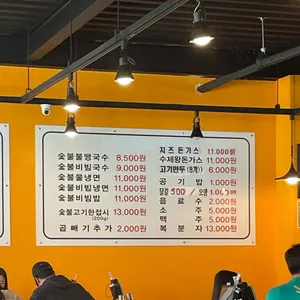 숯불물쌩국수 8.500원
숯불비빔국수 9,000원
숯불물냉면 11,000원
숯불비빔냉면 11,000원
숯불비빔밥 11,000원
숯불고기한접시 13,000원
(200g)
곱빼기추가 2,000원
치즈돈가스 11.000원
수제왕돈가스 11,000원
고기만두(8개) 6,000원
공기밥 1,000원
음료수 2,000원
소주 5,000원
맥주 5,000원
복분자 13,000원